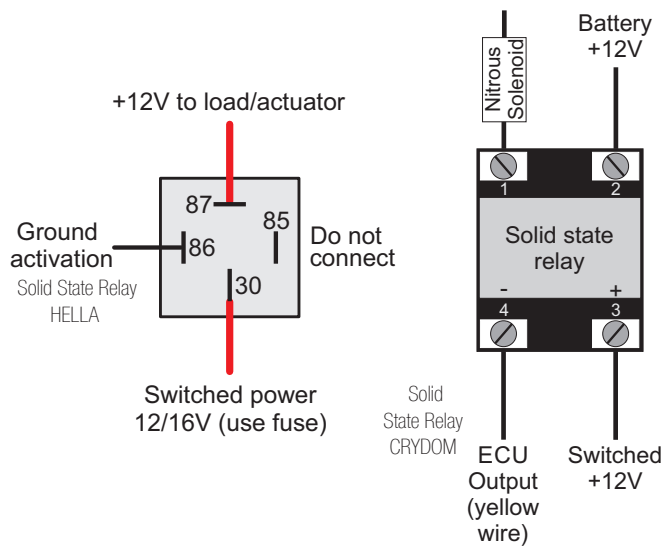 +12V to load/actuator
87
85
86
30
Ground
activation
Solid State Relay
HELLA
Do not
connect
Switched power
12/16V (use fuse)
Nitrous
Solenoid
Battery
+12V
1
2
Solid state
relay
- +
4
3
Solid
State Relay
CRYDOM
ECU
Output
(yellow
wire)
Switched
+12V